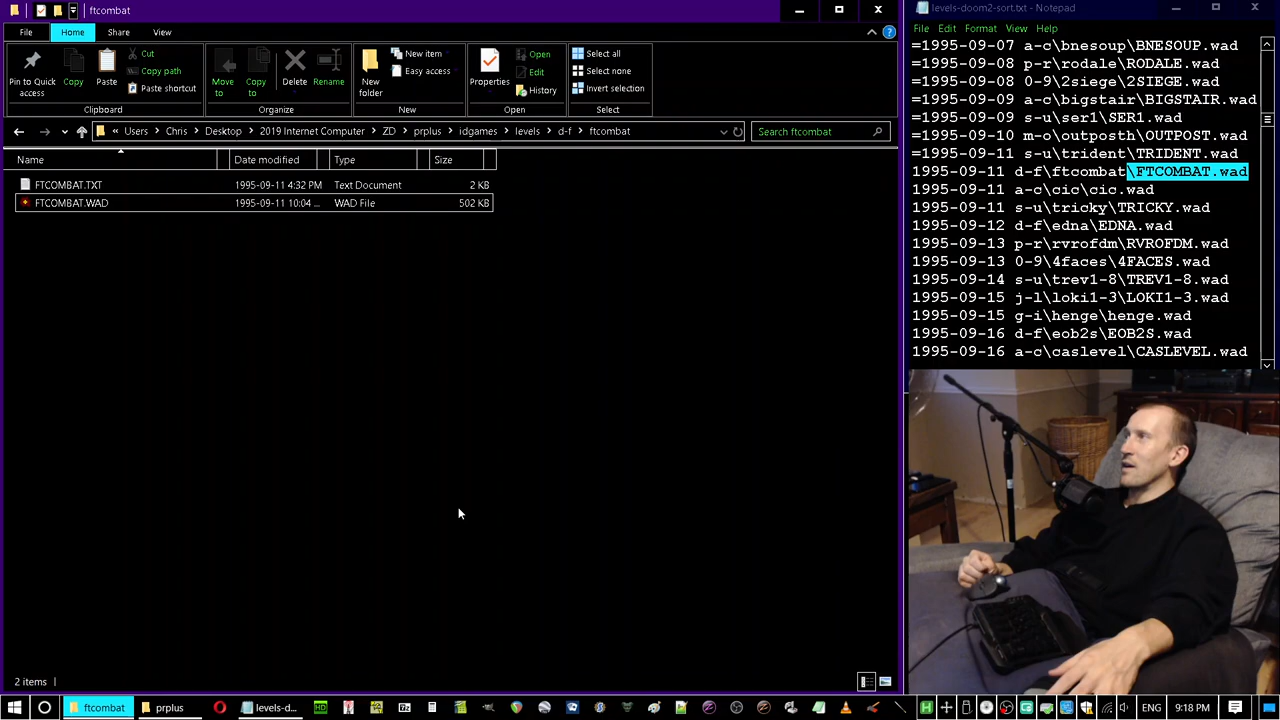 ftcombat
File Home Share View
Pin to Quick access
Copy
Paste
Cut
Copy path
Paste shortcut
Clipboard
Move to
Copy to
Delete
Rename
Organize
New folder
New item
Easy access
New
Properties
Open
Edit
History
Open
Select all
Select none
Invert selection
Select
« Users › Chris › Desktop › 2019 Internet Computer › ZD › prplus › idgames › levels › d-f › ftcombat
Search ftcombat
Name Date modified Type Size
FTCOMBAT.TXT 1995-09-11 4:32 PM Text Document 2 KB
FTCOMBAT.WAD 1995-09-11 10:04 ... WAD File 502 KB
2 items
levels-doom2-sort.txt - Notepad
File Edit Format View Help
=1995-09-07 a-c\bnesoup\BNESOUP.wad
=1995-09-08 p-r\rodale\RODALE.wad
=1995-09-08 0-9\2siege\2SIEGE.wad
=1995-09-09 a-c\bigstair\BIGSTAIR.wad
=1995-09-09 s-u\ser1\SER1.wad
=1995-09-10 m-o\outposth\OUTPOST.wad
=1995-09-11 s-u\trident\TRIDENT.wad
=1995-09-11 d-f\ftcombat\FTCOMBAT.wad
1995-09-11 a-c\cic\cic.wad
1995-09-11 s-u\tricky\TRICKY.wad
1995-09-12 d-f\edna\EDNA.wad
1995-09-13 p-r\rvrofdm\RVROFDM.wad
1995-09-13 0-9\4faces\4FACES.wad
1995-09-14 s-u\trev1-8\TREV1-8.wad
1995-09-15 j-l\loki1-3\LOKI1-3.wad
1995-09-15 g-i\henge\henge.wad
1995-09-16 d-f\eob2s\EOB2S.wad
1995-09-16 a-c\caslevel\CASLEVEL.wad
ftcombat prplus levels-d... HD ENG 9:18 PM